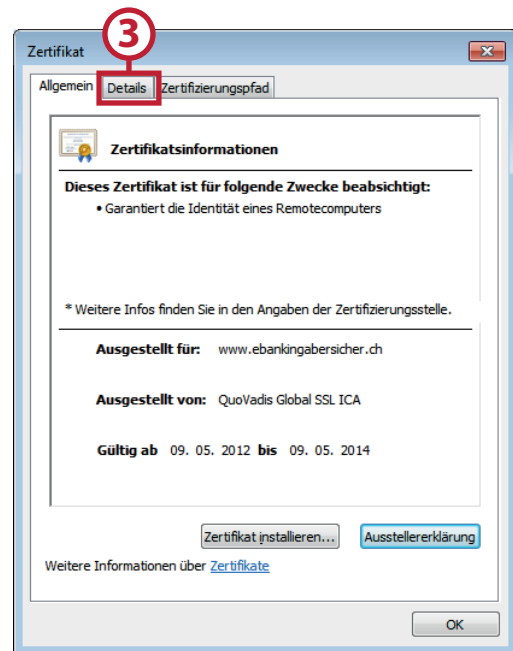 3
Zertifikat
Allgemein Details Zertifizierungspfad
Zertifikatsinformationen
Dieses Zertifikat ist für folgende Zwecke beabsichtigt:
• Garantiert die Identität eines Remotecomputers
* Weitere Infos finden Sie in den Angaben der Zertifizierungsstelle.
Ausgestellt für: www.ebankingabersicher.ch
Ausgestellt von: QuoVadis Global SSL ICA
Gültig ab 09. 05. 2012 bis 09. 05. 2014
Zertifikat installieren... Ausstellererklärung
Weitere Informationen über Zertifikate
OK